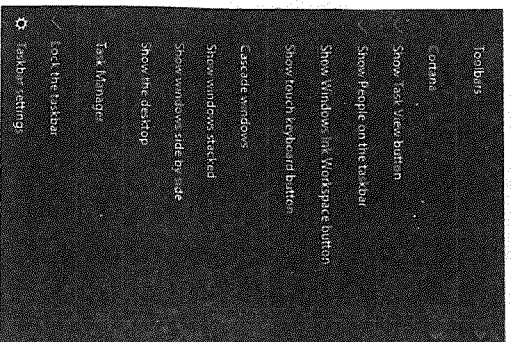 Toolbars
Cortana
Show Task View button
Show People on the taskbar
Show Windows Ink Workspace button
Show touch keyboard button
Cascade windows
Show windows stacked
Show windows side by side
Show the desktop
Task Manager
Lock the taskbar
Taskbar settings